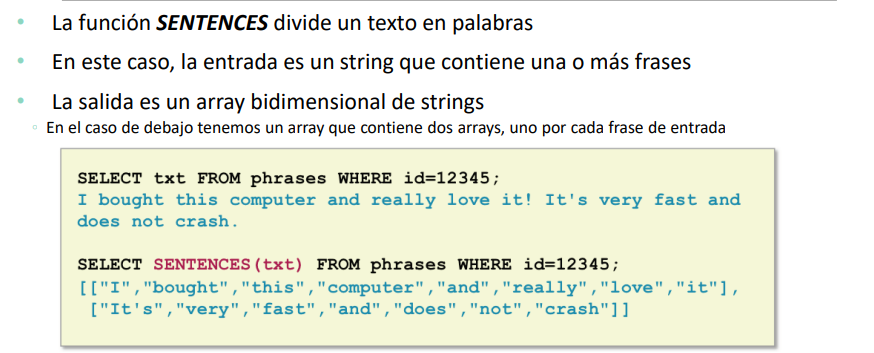 • La función SENTENCES divide un texto en palabras
• En este caso, la entrada es un string que contiene una o más frases
• La salida es un array bidimensional de strings
▫ En el caso de debajo tenemos un array que contiene dos arrays, uno por cada frase de entrada
SELECT txt FROM phrases WHERE id=12345;
I bought this computer and really love it! It's very fast and
does not crash.
SELECT SENTENCES(txt) FROM phrases WHERE id=12345;
[["I","bought","this","computer","and","really","love","it"],
["It's","very","fast","and","does","not","crash"]]